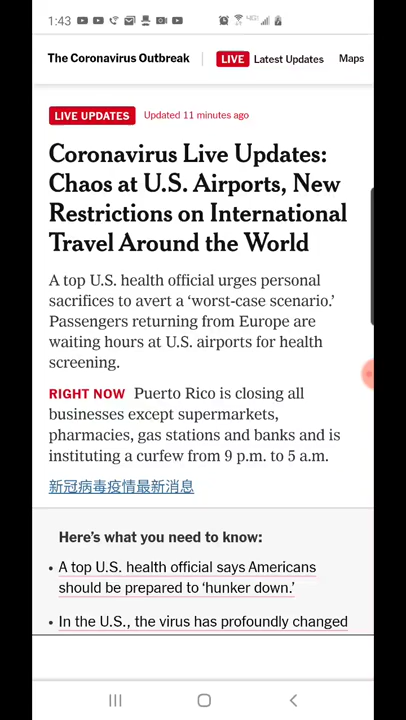 1:43
The Coronavirus Outbreak LIVE Latest Updates Maps
LIVE UPDATES Updated 11 minutes ago
Coronavirus Live Updates:
Chaos at U.S. Airports, New
Restrictions on International
Travel Around the World
A top U.S. health official urges personal
sacrifices to avert a ‘worst-case scenario.’
Passengers returning from Europe are
waiting hours at U.S. airports for health
screening.
RIGHT NOW Puerto Rico is closing all
businesses except supermarkets,
pharmacies, gas stations and banks and is
instituting a curfew from 9 p.m. to 5 a.m.
新冠病毒疫情最新消息
Here’s what you need to know:
• A top U.S. health official says Americans
should be prepared to ‘hunker down.’
• In the U.S., the virus has profoundly changed